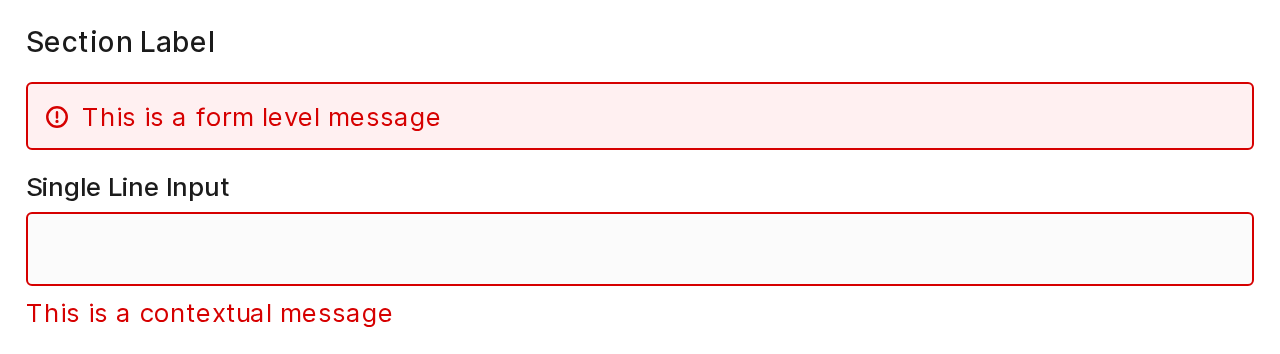 Section Label
This is a form level message
Single Line Input
This is a contextual message